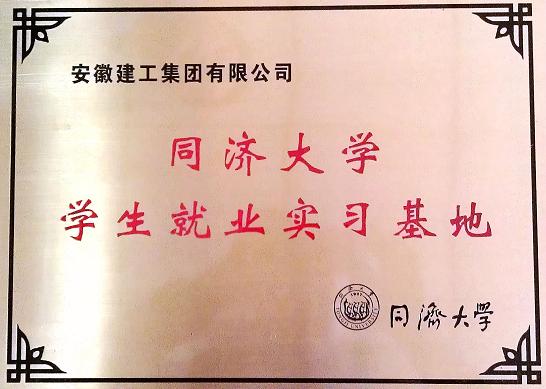 安徽建工集团有限公司
同济大学
学生就业实习基地
同濟大學